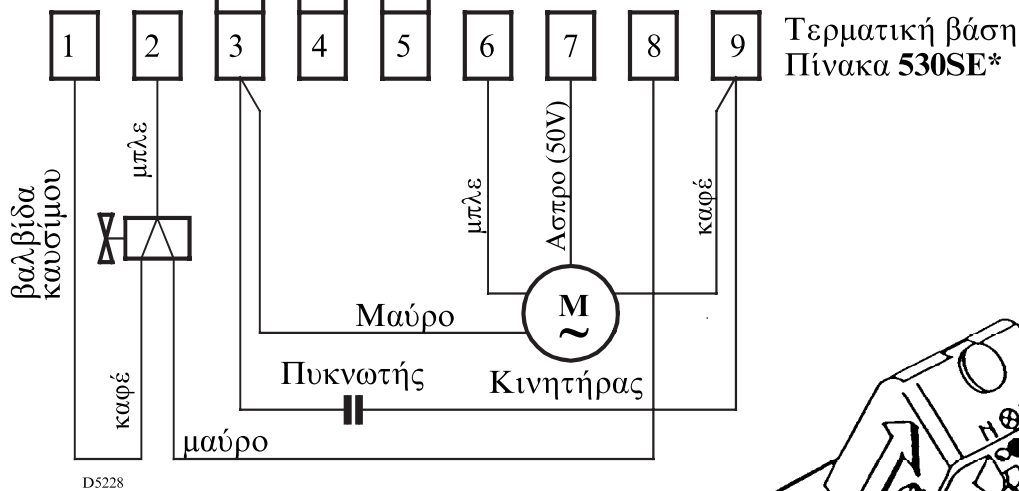 1 2 3 4 5 6 7 8 9
Τερματική βάση
Πίνακα 530SE*
μπλε
βαλβίδα
καυσίμου
μπλε
Ασπρο (50V)
καφέ
M
~
Μαύρο
Πυκνωτής
Κινητήρας
καφέ
μαύρο
D5228
N